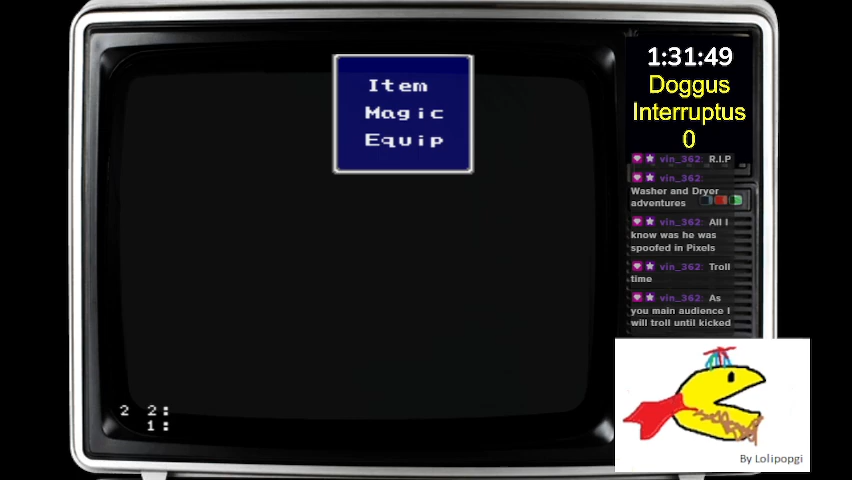 Item
Magic
Equip
2 2:
1:
1:31:49
Doggus
Interruptus
0
vin_362: R.I.P
vin_362:
Washer and Dryer
adventures
vin_362: All I
know was he was
spoofed in Pixels
vin_362: Troll
time
vin_362: As
you main audience I
will troll until kicked
By Lolipopgi